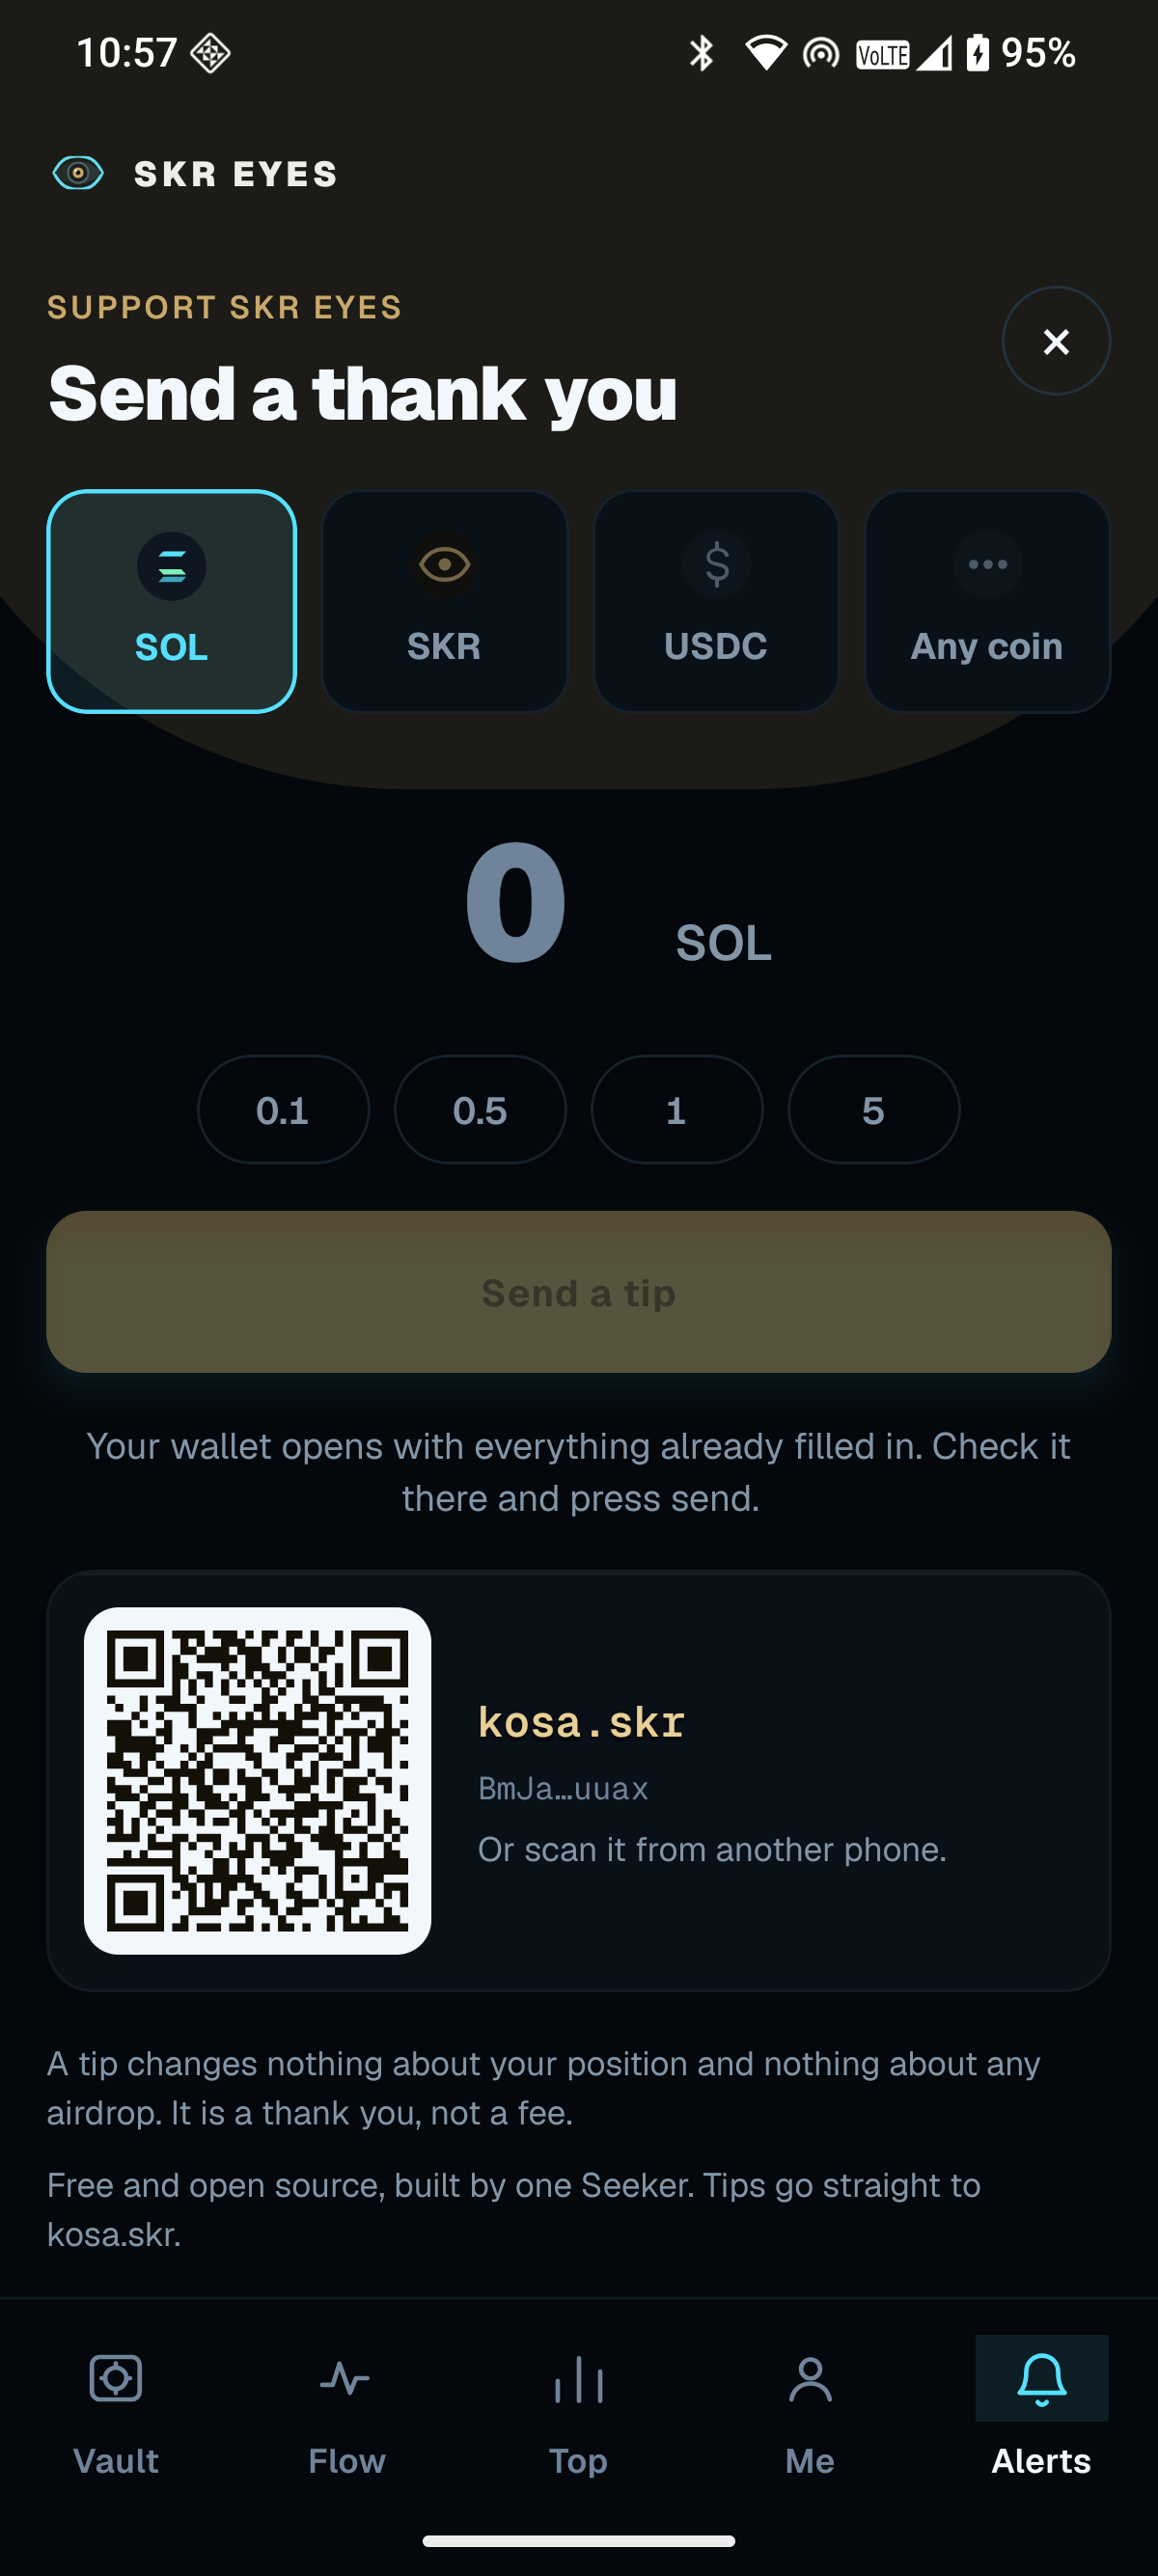 10:57
VoLTE
95%
SKR EYES
SUPPORT SKR EYES
Send a thank you
SOL
SKR
USDC
Any coin
0 SOL
0.1
0.5
1
5
Send a tip
Your wallet opens with everything already filled in. Check it
there and press send.
kosa.skr
BmJa…uuax
Or scan it from another phone.
A tip changes nothing about your position and nothing about any
airdrop. It is a thank you, not a fee.
Free and open source, built by one Seeker. Tips go straight to
kosa.skr.
Vault
Flow
Top
Me
Alerts